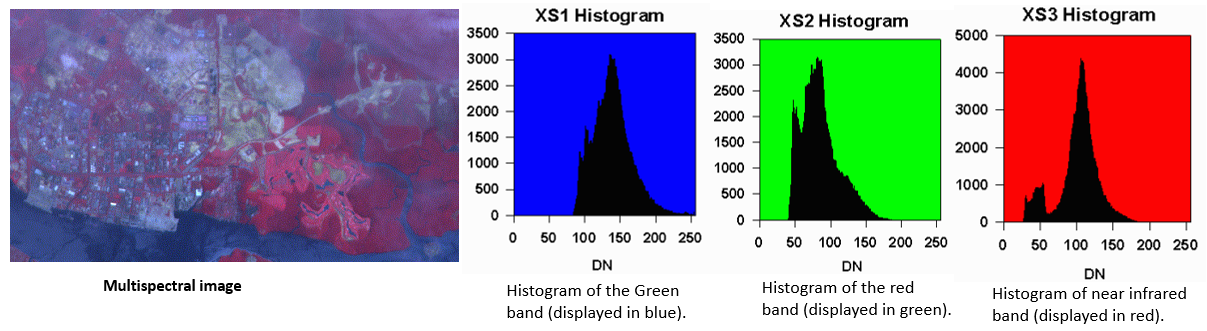 XS1 Histogram
3500
3000
2500
2000
1500
1000
500
0
0 50 100 150 200 250
DN
XS2 Histogram
3500
3000
2500
2000
1500
1000
500
0
0 50 100 150 200 250
DN
XS3 Histogram
5000
4000
3000
2000
1000
0
0 50 100 150 200 250
DN
Multispectral image
Histogram of the Green
band (displayed in blue).
Histogram of the red
band (displayed in green).
Histogram of near infrared
band (displayed in red).